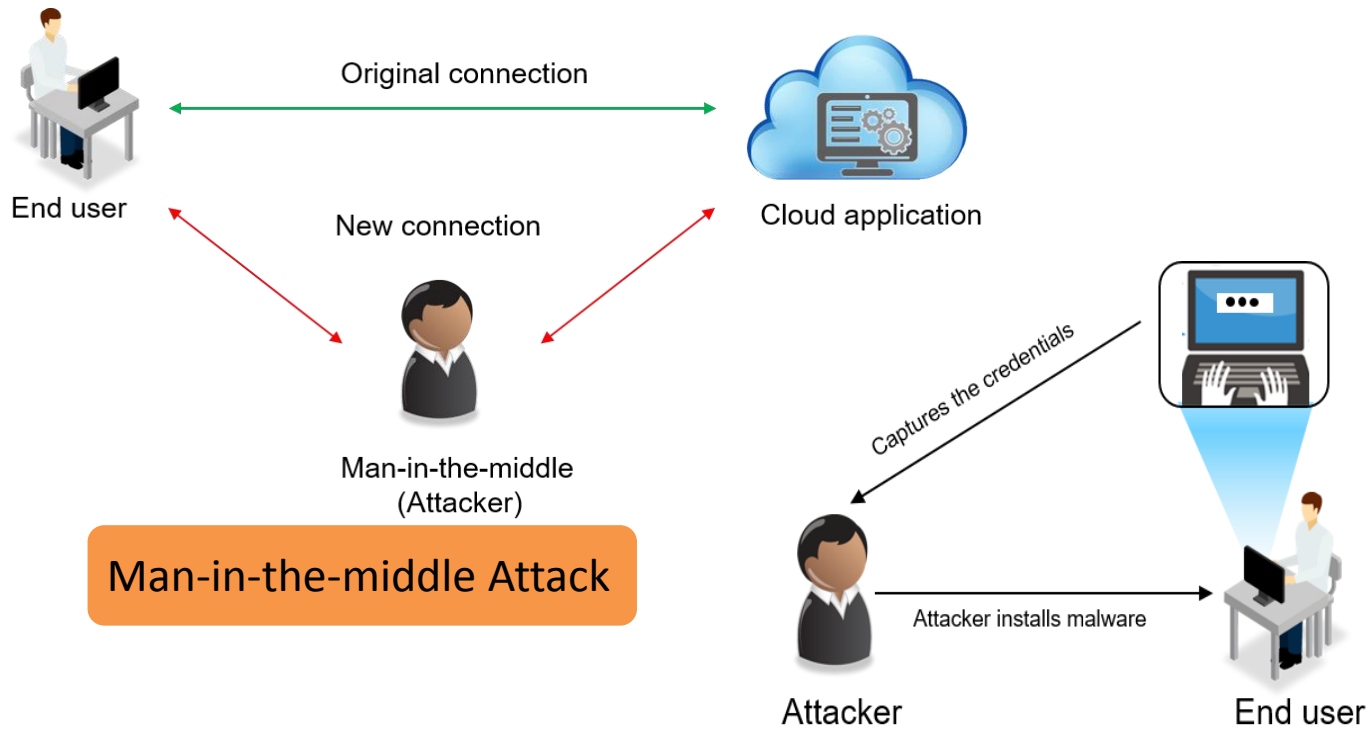 Original connection
End user
New connection
Cloud application
Man-in-the-middle
(Attacker)
Man-in-the-middle Attack
Captures the credentials
Attacker installs malware
Attacker
End user